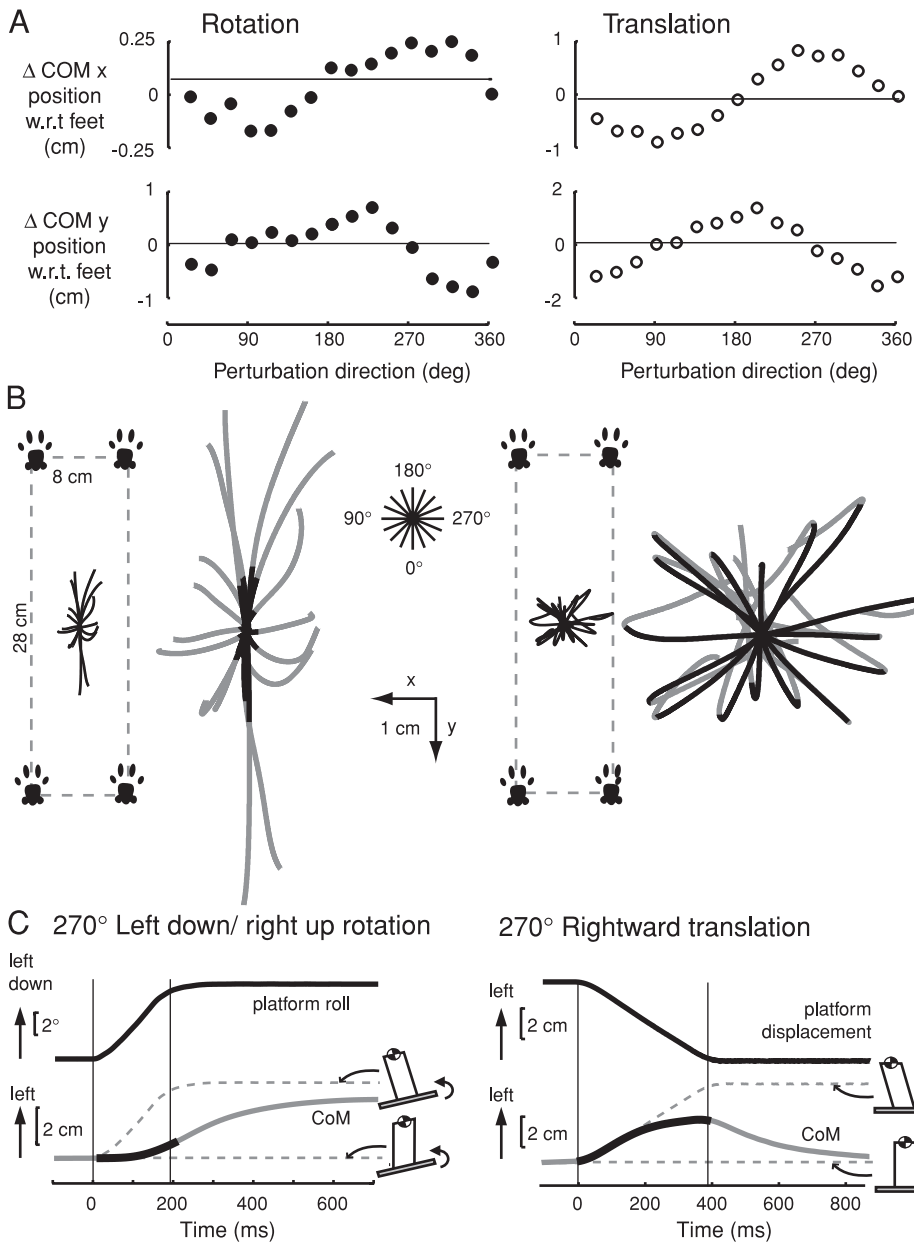 A
Rotation
Translation
Δ COM x
position
w.r.t feet
(cm)
0.25
0
-0.25
1
0
-1
Δ COM y
position
w.r.t. feet
(cm)
1
0
-1
2
0
-2
0 90 180 270 360
0 90 180 270 360
Perturbation direction (deg)
Perturbation direction (deg)
B
8 cm
28 cm
180°
90° 270°
0°
x
1 cm
y
C
270° Left down/ right up rotation
270° Rightward translation
left
down
2°
platform roll
left
2 cm
CoM
0 200 400 600
Time (ms)
left
2 cm
platform
displacement
left
2 cm
CoM
0 200 400 600 800
Time (ms)